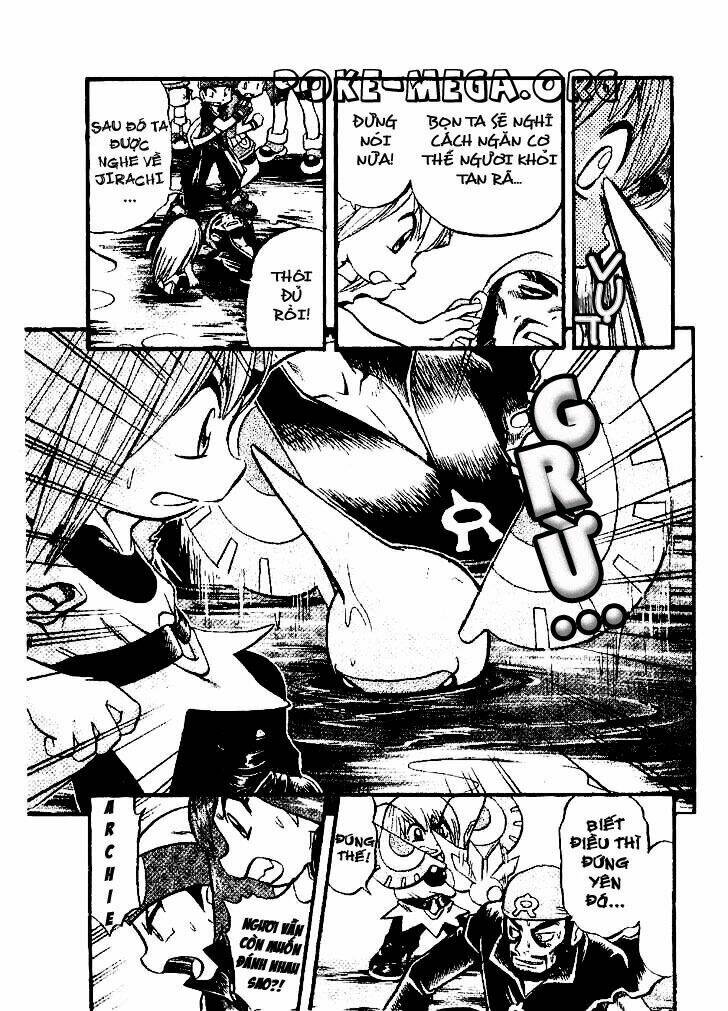 POKE-MEGA.ORG
SAU ĐÓ TA
ĐƯỢC
NGHE VỀ
JIRACHI
...
THÔI
ĐỦ
RỒI!
ĐỪNG
NÓI
NỮA!
BỌN TA SẼ NGHĨ
CÁCH NGĂN CƠ
THỂ NGƯƠI KHỎI
TAN RÃ...
VỤT
GRỪ...
ARCHIE
NGƯƠI VẪN
CÒN MUỐN
ĐÁNH NHAU
SAO?!
ĐÚNG
THẾ!
BIẾT
ĐIỀU THÌ
ĐỨNG YÊN
ĐÓ...